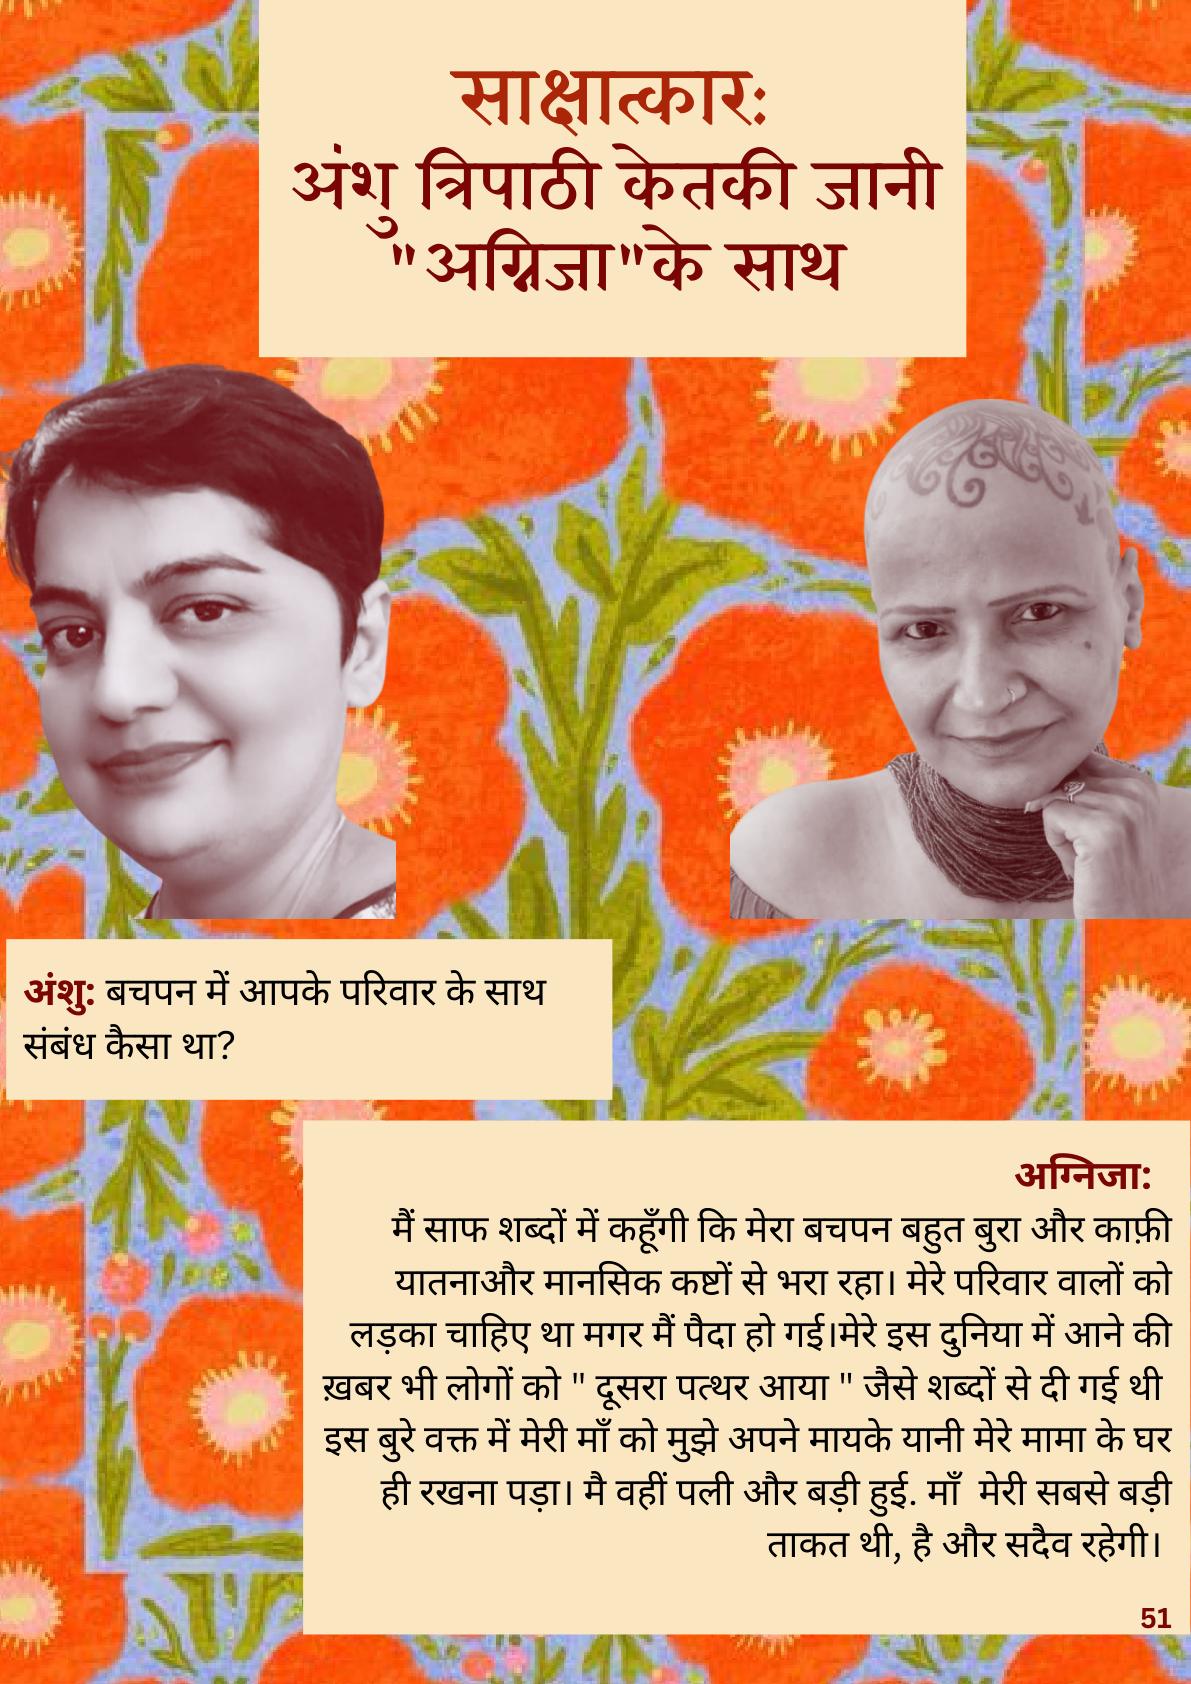 साक्षात्कार:
अंशु त्रिपाठी केतकी जानी
"अग्निजा"के साथ
अंशु: बचपन में आपके परिवार के साथ
संबंध कैसा था?
अग्निजा:
मैं साफ शब्दों में कहूँगी कि मेरा बचपन बहुत बुरा और काफ़ी
यातनाऔर मानसिक कष्टों से भरा रहा। मेरे परिवार वालों को
लड़का चाहिए था मगर मैं पैदा हो गई।मेरे इस दुनिया में आने की
ख़बर भी लोगों को " दूसरा पत्थर आया " जैसे शब्दों से दी गई थी
इस बुरे वक्त में मेरी माँ को मुझे अपने मायके यानी मेरे मामा के घर
ही रखना पड़ा। मै वहीं पली और बड़ी हुई. माँ  मेरी सबसे बड़ी
ताकत थी, है और सदैव रहेगी।
51